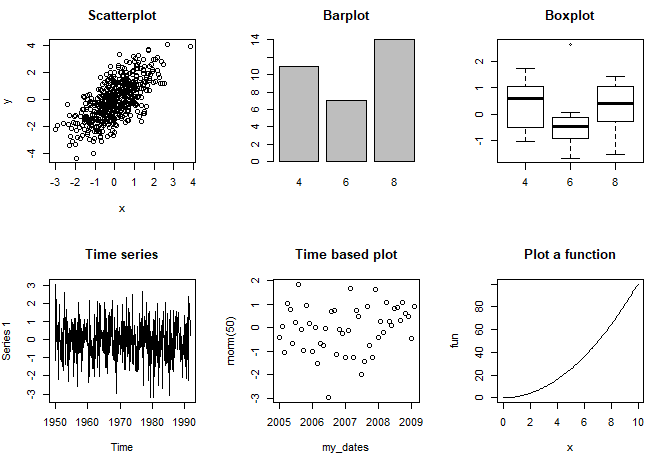 Scatterplot
4
2
0
-2
-4
y
-3 -2 -1 0 1 2 3 4
x
Barplot
14
12
10
8
6
4
2
0
4 6 8
Boxplot
2
1
0
-1
4 6 8
Time series
3
2
1
0
-1
-2
-3
Series 1
1950 1960 1970 1980 1990
Time
Time based plot
2
1
0
-1
-2
-3
rnorm(50)
2005 2006 2007 2008 2009
my_dates
Plot a function
80
60
40
20
0
fun
0 2 4 6 8 10
x